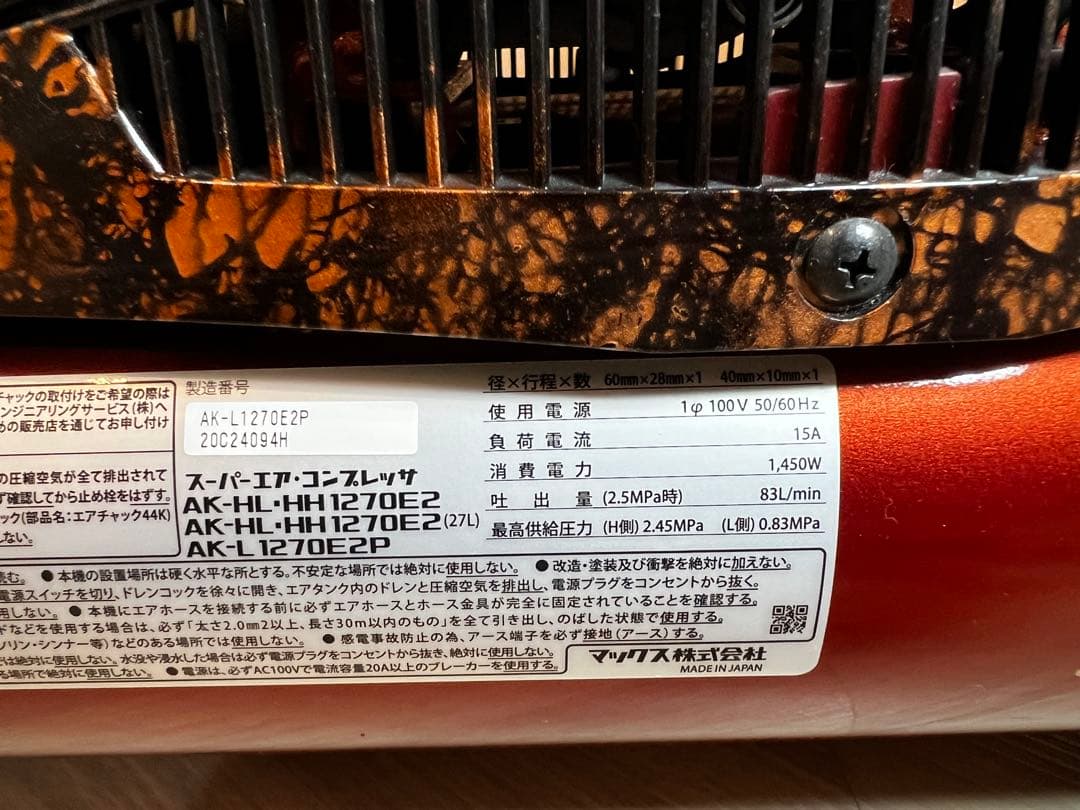 チャックの取付けをご希望の際は
ンジニアリングサービス(株)へ
めの販売店を通じてお申し付け
の圧縮空気が全て排出されて
ず確認してから止め栓をはずす。
ック(部品名:エアチャック44K)
ない。
製造番号
AK-L1270E2P
20C24094H
スーパーエア・コンプレッサ
AK-HL・HH1270E2
AK-HL・HH1270E2(27L)
AK-L1270E2P
径×行程×数 60mm×28mm×1 40mm×10mm×1
使用電源 1φ 100V 50/60Hz
負荷電流 15A
消費電力 1,450W
吐出量 (2.5MPa時) 83L/min
最高供給圧力 (H側) 2.45MPa (L側) 0.83MPa
読む。 ●本機の設置場所は硬く水平な所とする。不安定な場所では絶対に使用しない。 ●改造・塗装及び衝撃を絶対に加えない。
電源スイッチを切り、ドレンコックを徐々に開き、エアタンク内のドレンと圧縮空気を排出し、電源プラグをコンセントから抜く。
用しない。 ●本機にエアホースを接続する前に必ずエアホースとホース金具が完全に固定されていることを確認する。
ドなどを使用する場合は、必ず「太さ2.0mm2以上、長さ30m以内のもの」を全て引き出し、のばした状態で使用する。
ソリン・シンナー等)などのある場所では使用しない。 ●感電事故防止の為、アース端子を必ず接地(アース)する。
では絶対に使用しない。水没や浸水した場合は必ず電源プラグをコンセントから抜き、絶対に使用しない。
る場所で絶対に使用しない。 ●電源は、必ずAC100Vで電流容量20A以上のブレーカーを使用する。
マックス株式会社
MADE IN JAPAN